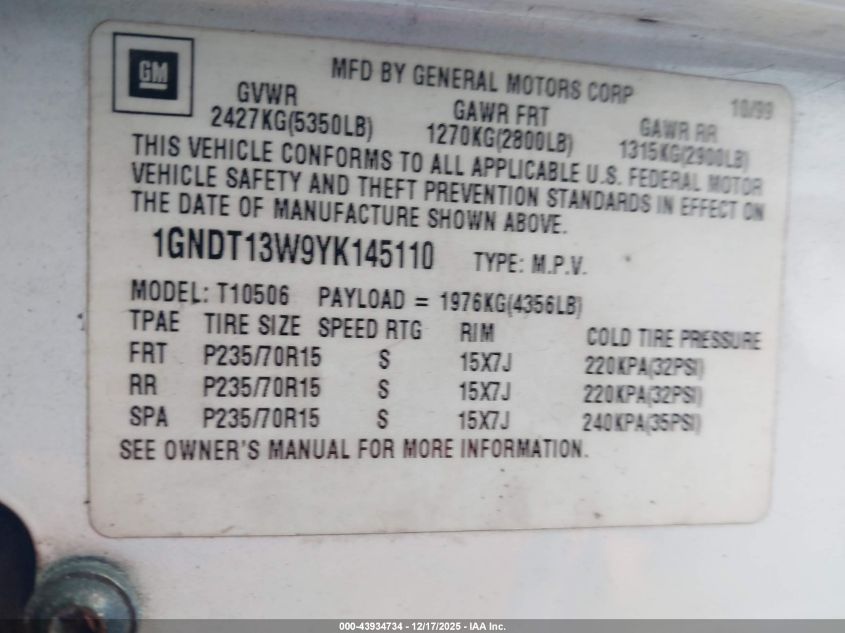 GM
MFD BY GENERAL MOTORS CORP
10/99
GVWR GAWR FRT GAWR RR
2427KG(5350LB) 1270KG(2800LB) 1315KG(2900LB)
THIS VEHICLE CONFORMS TO ALL APPLICABLE U.S. FEDERAL MOTOR
VEHICLE SAFETY AND THEFT PREVENTION STANDARDS IN EFFECT ON
THE DATE OF MANUFACTURE SHOWN ABOVE.
1GNDT13W9YK145110 TYPE: M.P.V.
MODEL: T10506 PAYLOAD = 1976KG(4356LB)
TPAE TIRE SIZE SPEED RTG RIM COLD TIRE PRESSURE
FRT P235/70R15 S 15X7J 220KPA(32PSI)
RR P235/70R15 S 15X7J 220KPA(32PSI)
SPA P235/70R15 S 15X7J 240KPA(35PSI)
SEE OWNER'S MANUAL FOR MORE INFORMATION.
000-43934734 - 12/17/2025 - IAA Inc.